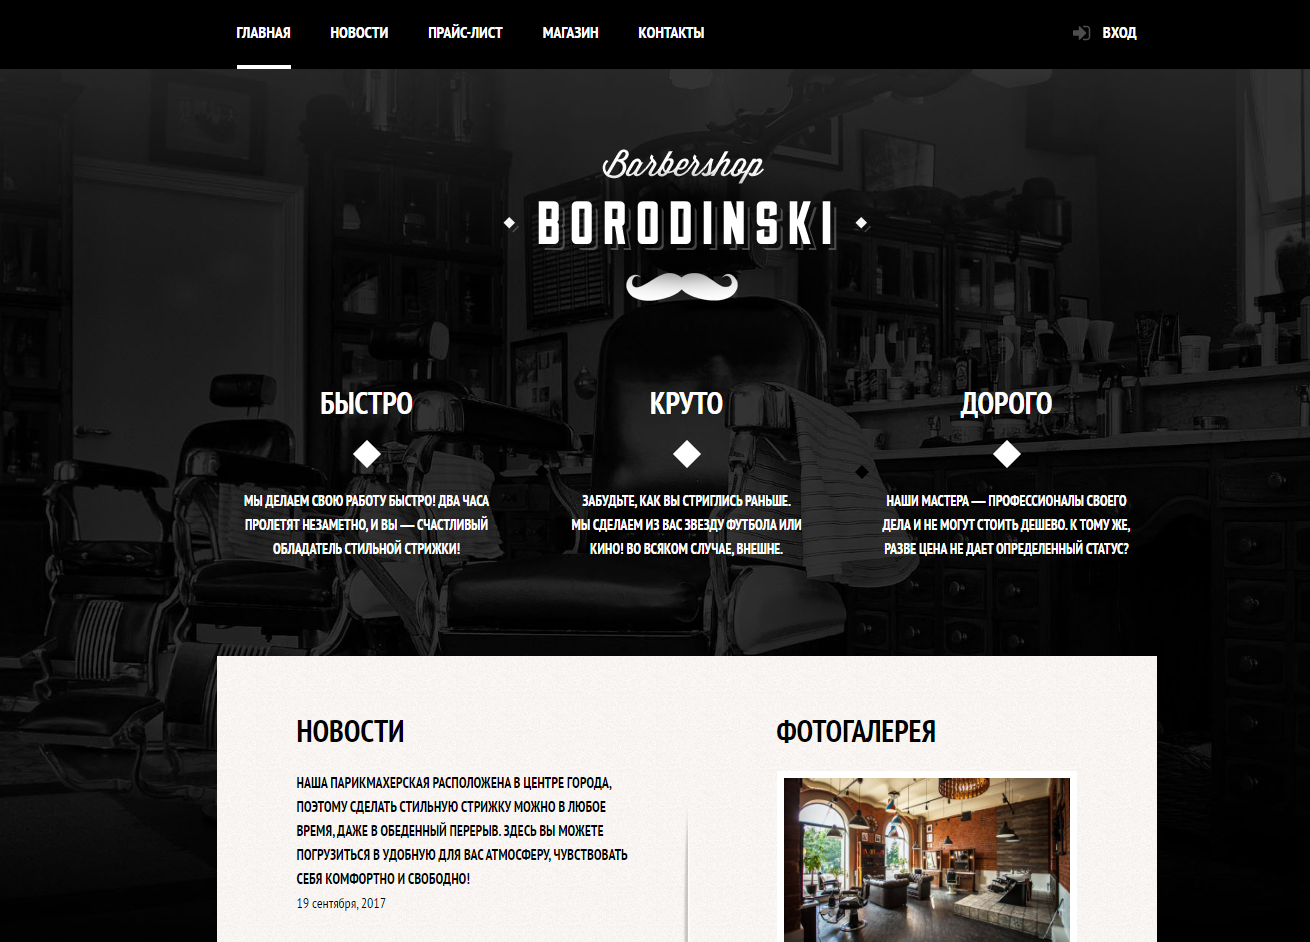 ГЛАВНАЯ НОВОСТИ ПРАЙС-ЛИСТ МАГАЗИН КОНТАКТЫ ВХОД
Barbershop
BORODINSKI
БЫСТРО
МЫ ДЕЛАЕМ СВОЮ РАБОТУ БЫСТРО! ДВА ЧАСА
ПРОЛЕТЯТ НЕЗАМЕТНО, И ВЫ — СЧАСТЛИВЫЙ
ОБЛАДАТЕЛЬ СТИЛЬНОЙ СТРИЖКИ!
КРУТО
ЗАБУДЬТЕ, КАК ВЫ СТРИГЛИСЬ РАНЬШЕ.
МЫ СДЕЛАЕМ ИЗ ВАС ЗВЕЗДУ ФУТБОЛА ИЛИ
КИНО! ВО ВСЯКОМ СЛУЧАЕ, ВНЕШНЕ.
ДОРОГО
НАШИ МАСТЕРА — ПРОФЕССИОНАЛЫ СВОЕГО
ДЕЛА И НЕ МОГУТ СТОИТЬ ДЕШЕВО. К ТОМУ ЖЕ,
РАЗВЕ ЦЕНА НЕ ДАЕТ ОПРЕДЕЛЕННЫЙ СТАТУС?
НОВОСТИ
НАША ПАРИКМАХЕРСКАЯ РАСПОЛОЖЕНА В ЦЕНТРЕ ГОРОДА,
ПОЭТОМУ СДЕЛАТЬ СТИЛЬНУЮ СТРИЖКУ МОЖНО В ЛЮБОЕ
ВРЕМЯ, ДАЖЕ В ОБЕДЕННЫЙ ПЕРЕРЫВ. ЗДЕСЬ ВЫ МОЖЕТЕ
ПОГРУЗИТЬСЯ В УДОБНУЮ ДЛЯ ВАС АТМОСФЕРУ, ЧУВСТВОВАТЬ
СЕБЯ КОМФОРТНО И СВОБОДНО!
19 сентября, 2017
ФОТОГАЛЕРЕЯ